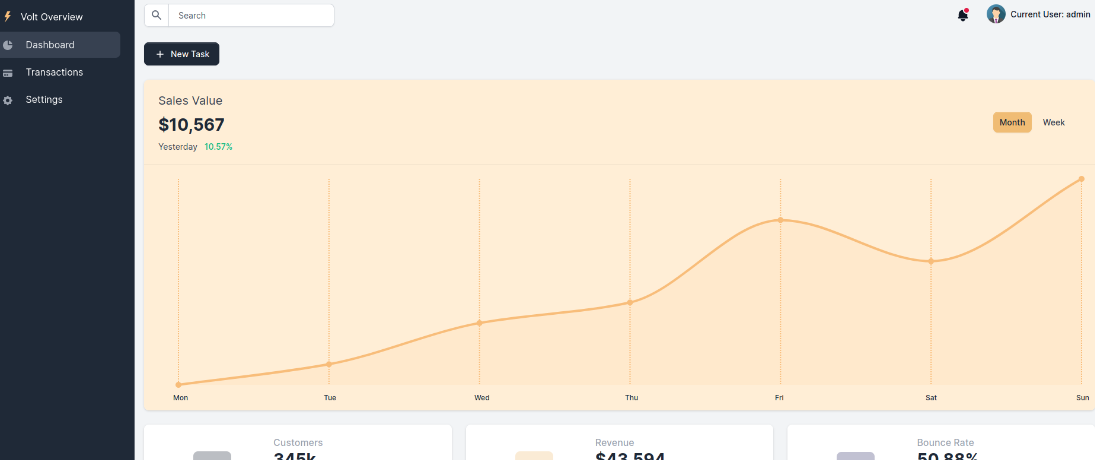 Volt Overview
Dashboard
Transactions
Settings
Search
Current User: admin
New Task
Sales Value
$10,567
Yesterday 10.57%
Month Week
Mon Tue Wed Thu Fri Sat Sun
Customers
345k
Revenue
$43,594
Bounce Rate
50.88%